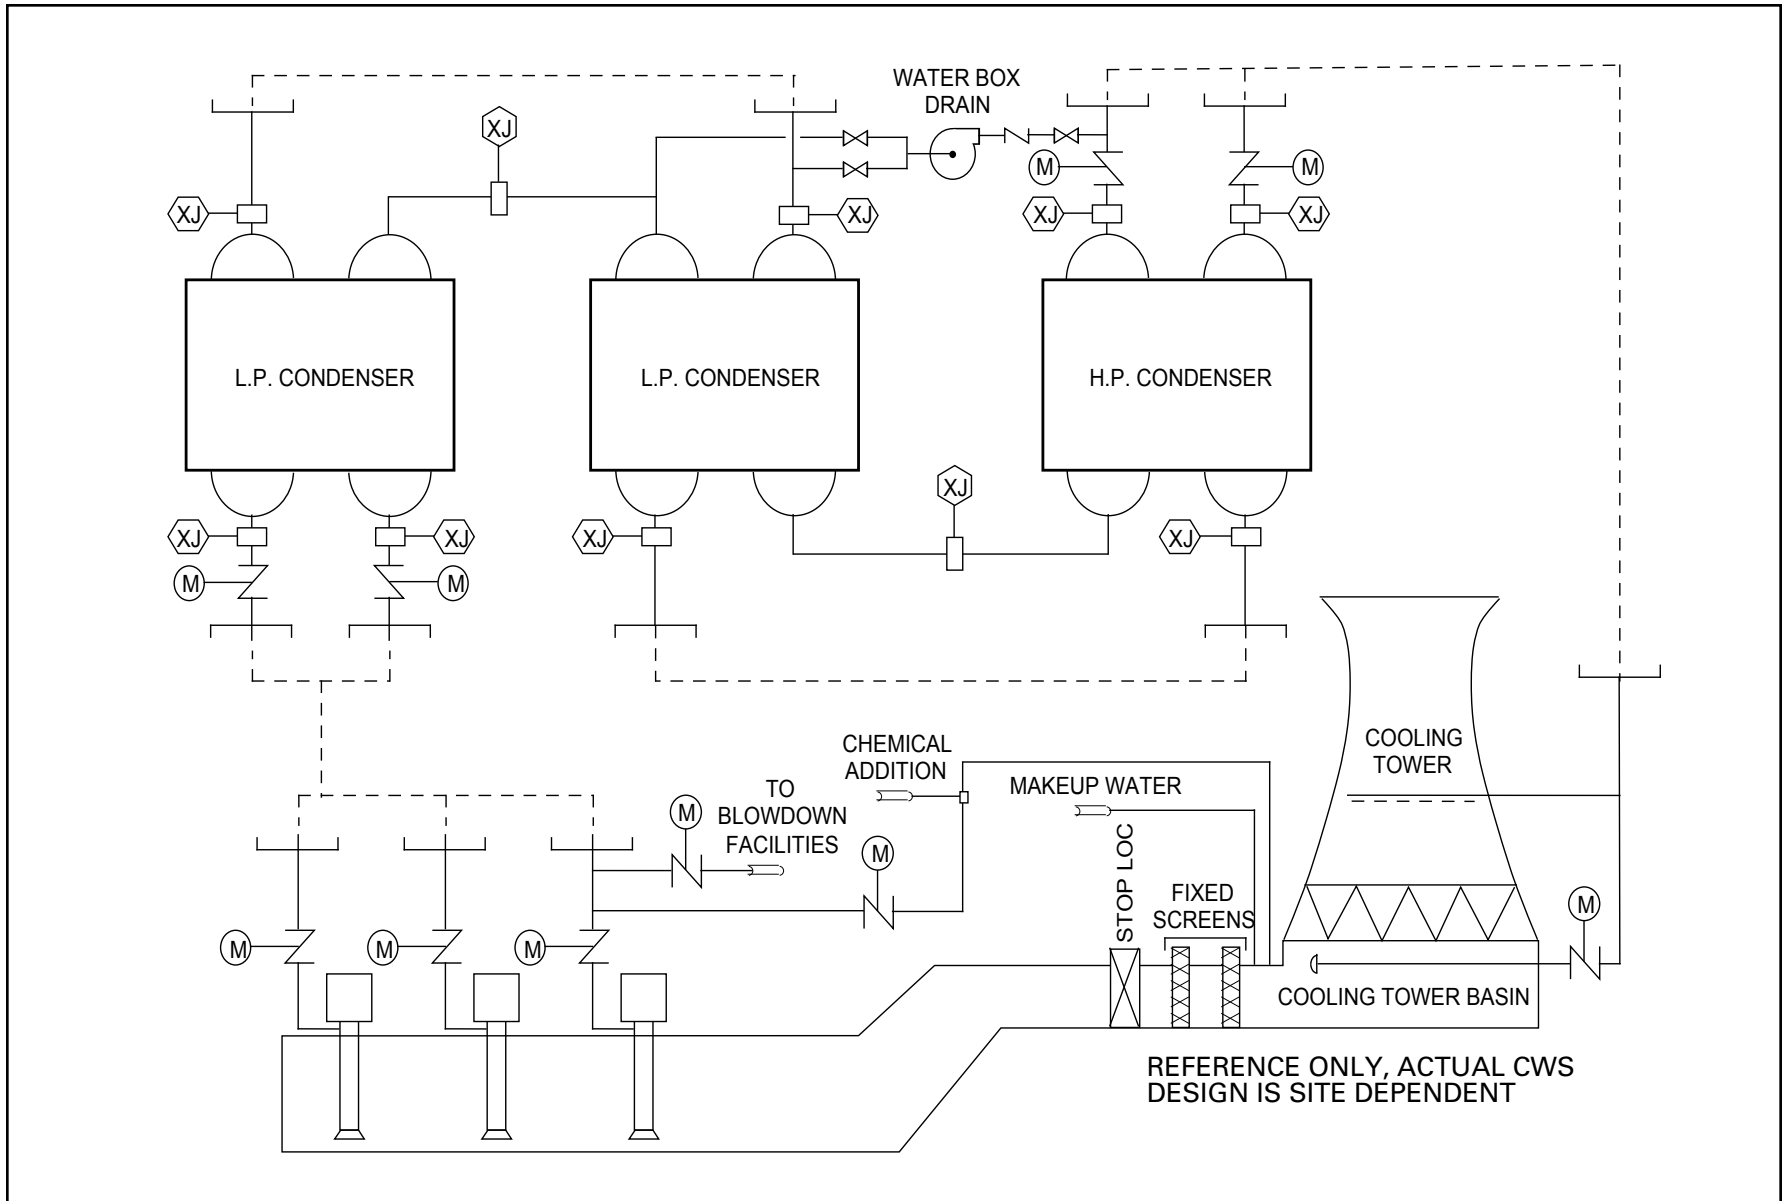 WATER BOX
DRAIN
XJ
M
M
XJ
XJ
XJ
XJ
L.P. CONDENSER
L.P. CONDENSER
H.P. CONDENSER
XJ
XJ
XJ
XJ
XJ
M
M
CHEMICAL
ADDITION
COOLING
TOWER
TO
BLOWDOWN
FACILITIES
MAKEUP WATER
M
M
STOP LOC
FIXED
SCREENS
M
M
M
M
COOLING TOWER BASIN
REFERENCE ONLY, ACTUAL CWS
DESIGN IS SITE DEPENDENT